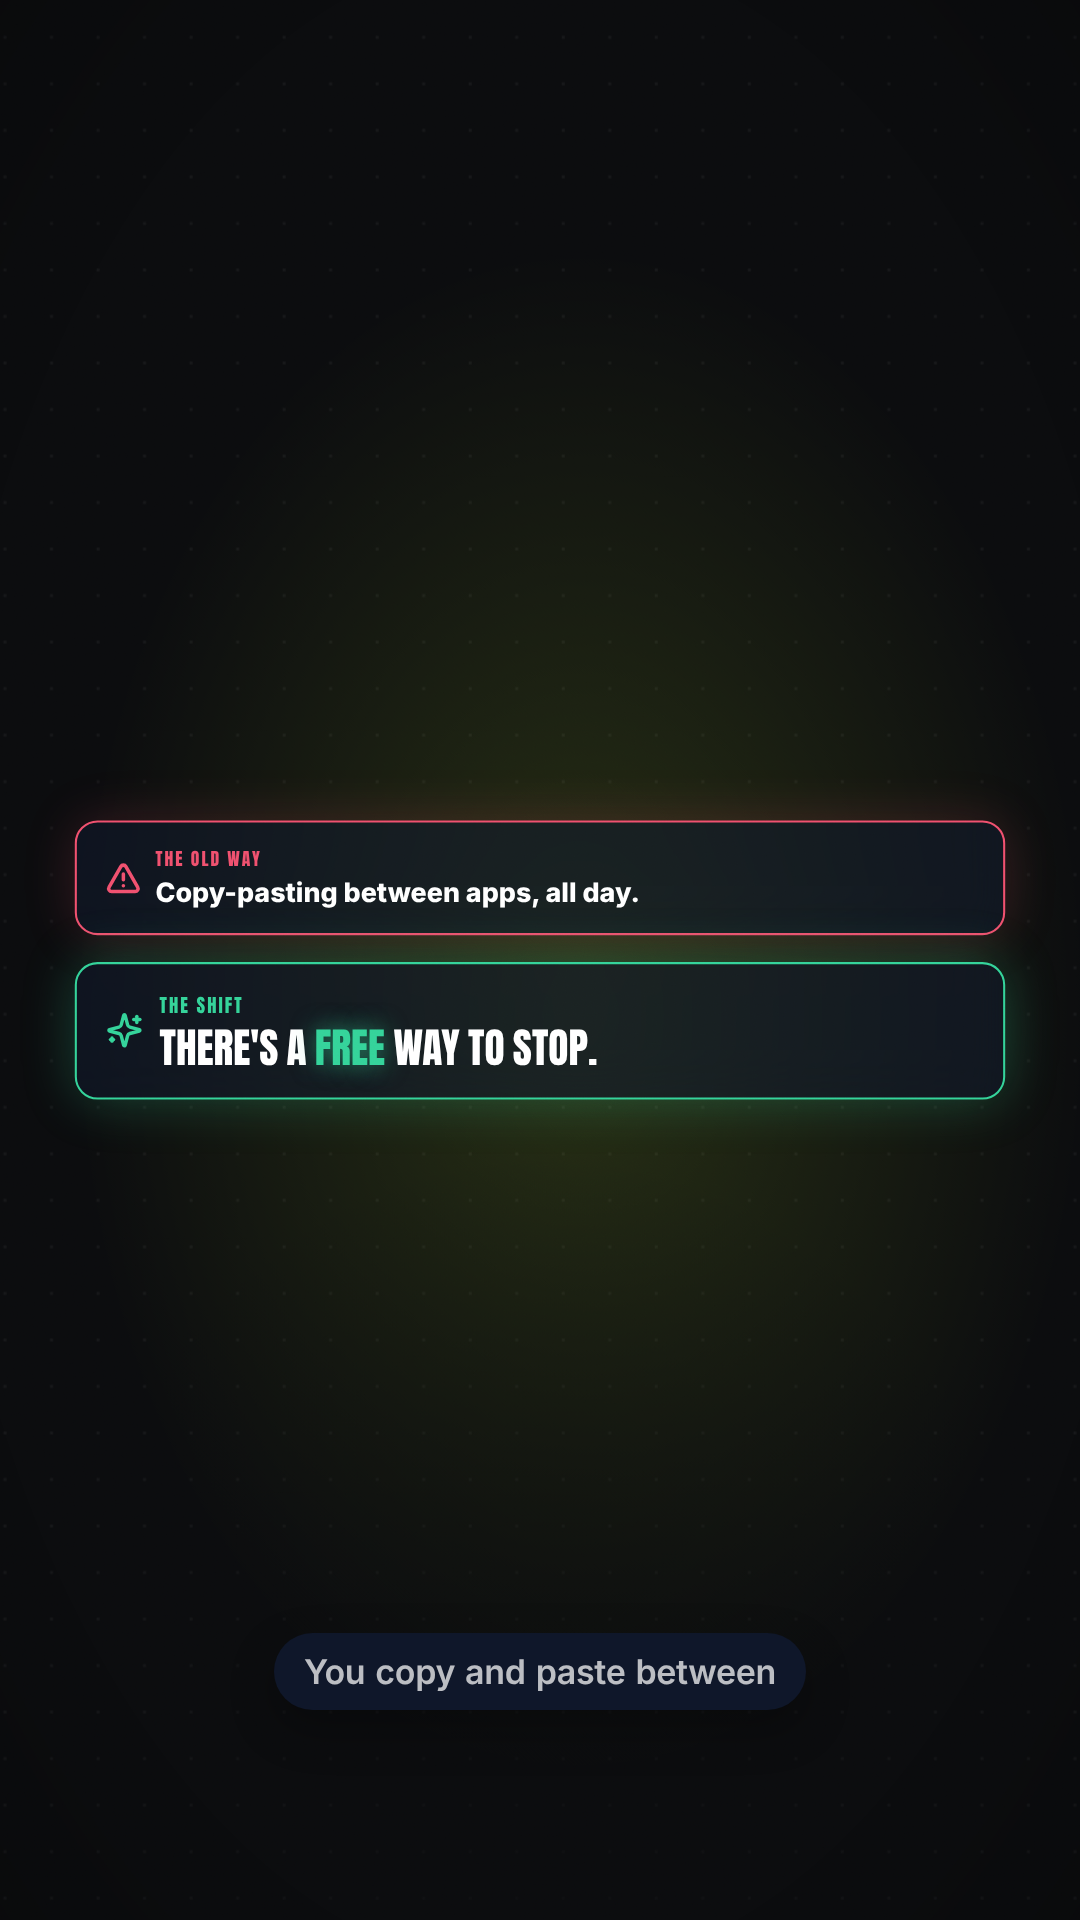 THE OLD WAY
Copy-pasting between apps, all day.
THE SHIFT
THERE'S A FREE WAY TO STOP.
You copy and paste between